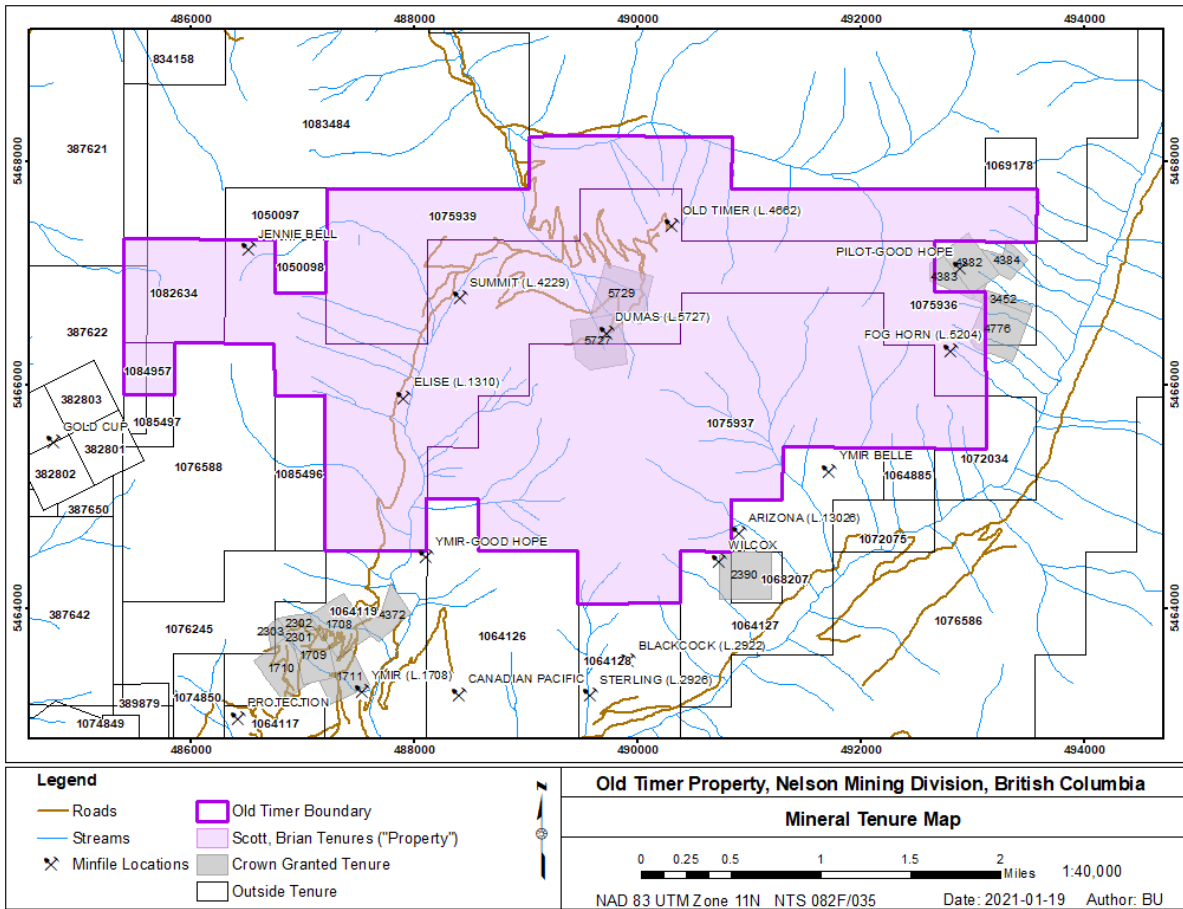 486000 488000 490000 492000 494000
834158
1083484
387621
5468000
5468000
1069178
1050097
1075939
OLD TIMER (L.4662)
JENNIE BELL
PILOT-GOOD HOPE
4382
4384
1050098
4383
1082634
SUMMIT (L.4229)
5729
1075936
3452
387622
DUMAS (L.5727)
4776
5727
FOG HORN (L.5204)
1084957
5466000
5466000
382803
ELISE (L.1310)
1085497
GOLD CUP
1075937
382801
1076588
YMIR BELLE
1072034
382802
1085496
1064885
387650
ARIZONA (L.13026)
1072075
YMIR-GOOD HOPE
WILCOX
2390
1068207
5464000
5464000
387642
1064119
4372
2302
1708
2303
2301
1076245
1064126
1064127
1076586
1709
1710
1064128
BLACKCOCK (L.2922)
1711
YMIR (L.1708)
CANADIAN PACIFIC
STERLING (L.2926)
1074850
389879
PROTECTION
1074849
1064117
486000 488000 490000 492000 494000
Legend
Roads
Streams
Minfile Locations
Old Timer Boundary
Scott, Brian Tenures ("Property")
Crown Granted Tenure
Outside Tenure
N
Old Timer Property, Nelson Mining Division, British Columbia
Mineral Tenure Map
0 0.25 0.5 1 1.5 2
Miles
1:40,000
NAD 83 UTM Zone 11N NTS 082F/035 Date: 2021-01-19 Author: BU